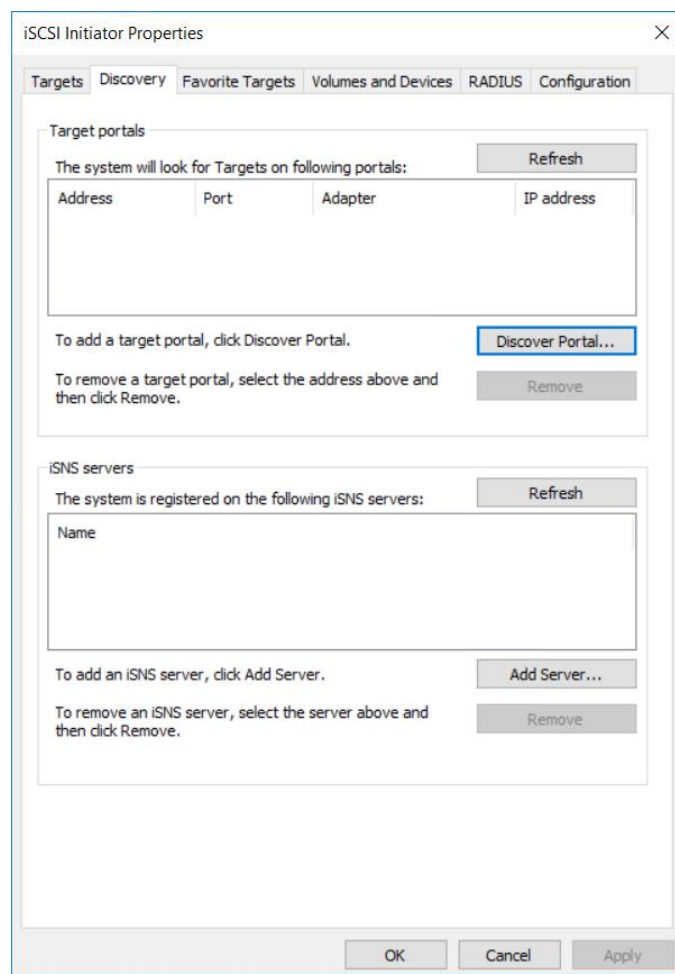 iSCSI Initiator Properties
Targets Discovery Favorite Targets Volumes and Devices RADIUS Configuration
Target portals
The system will look for Targets on following portals: Refresh
Address Port Adapter IP address
To add a target portal, click Discover Portal. Discover Portal...
To remove a target portal, select the address above and
then click Remove.
Remove
iSNS servers
The system is registered on the following iSNS servers: Refresh
Name
To add an iSNS server, click Add Server. Add Server...
To remove an iSNS server, select the server above and
then click Remove.
Remove
OK Cancel Apply